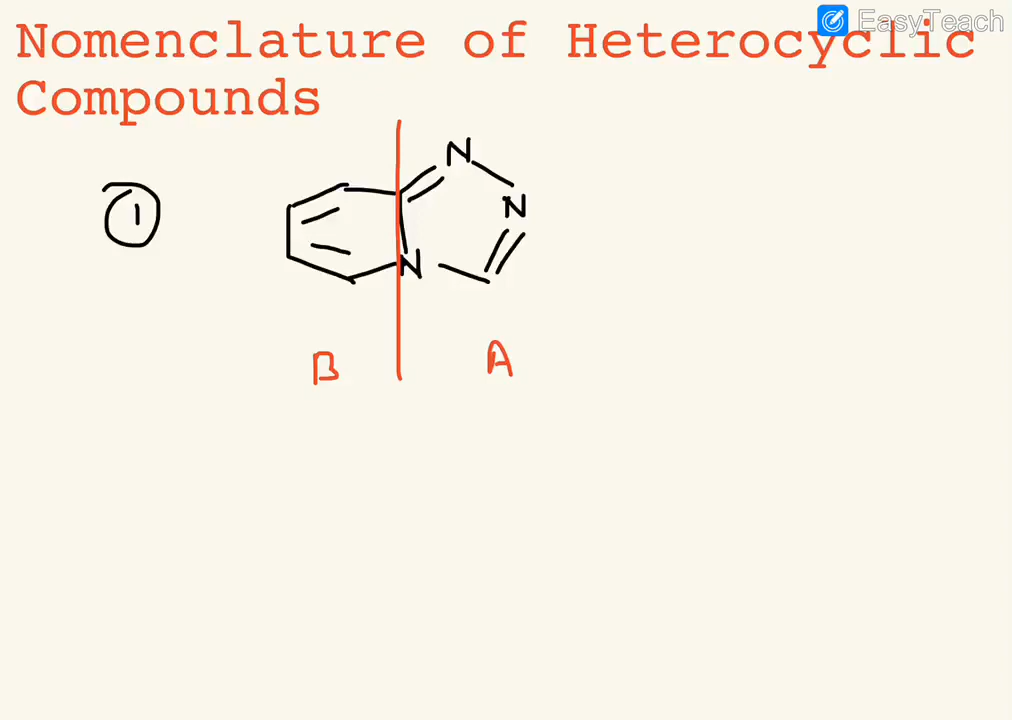 EasyTeach
Nomenclature of Heterocyclic
Compounds
1
N
N
N
B A